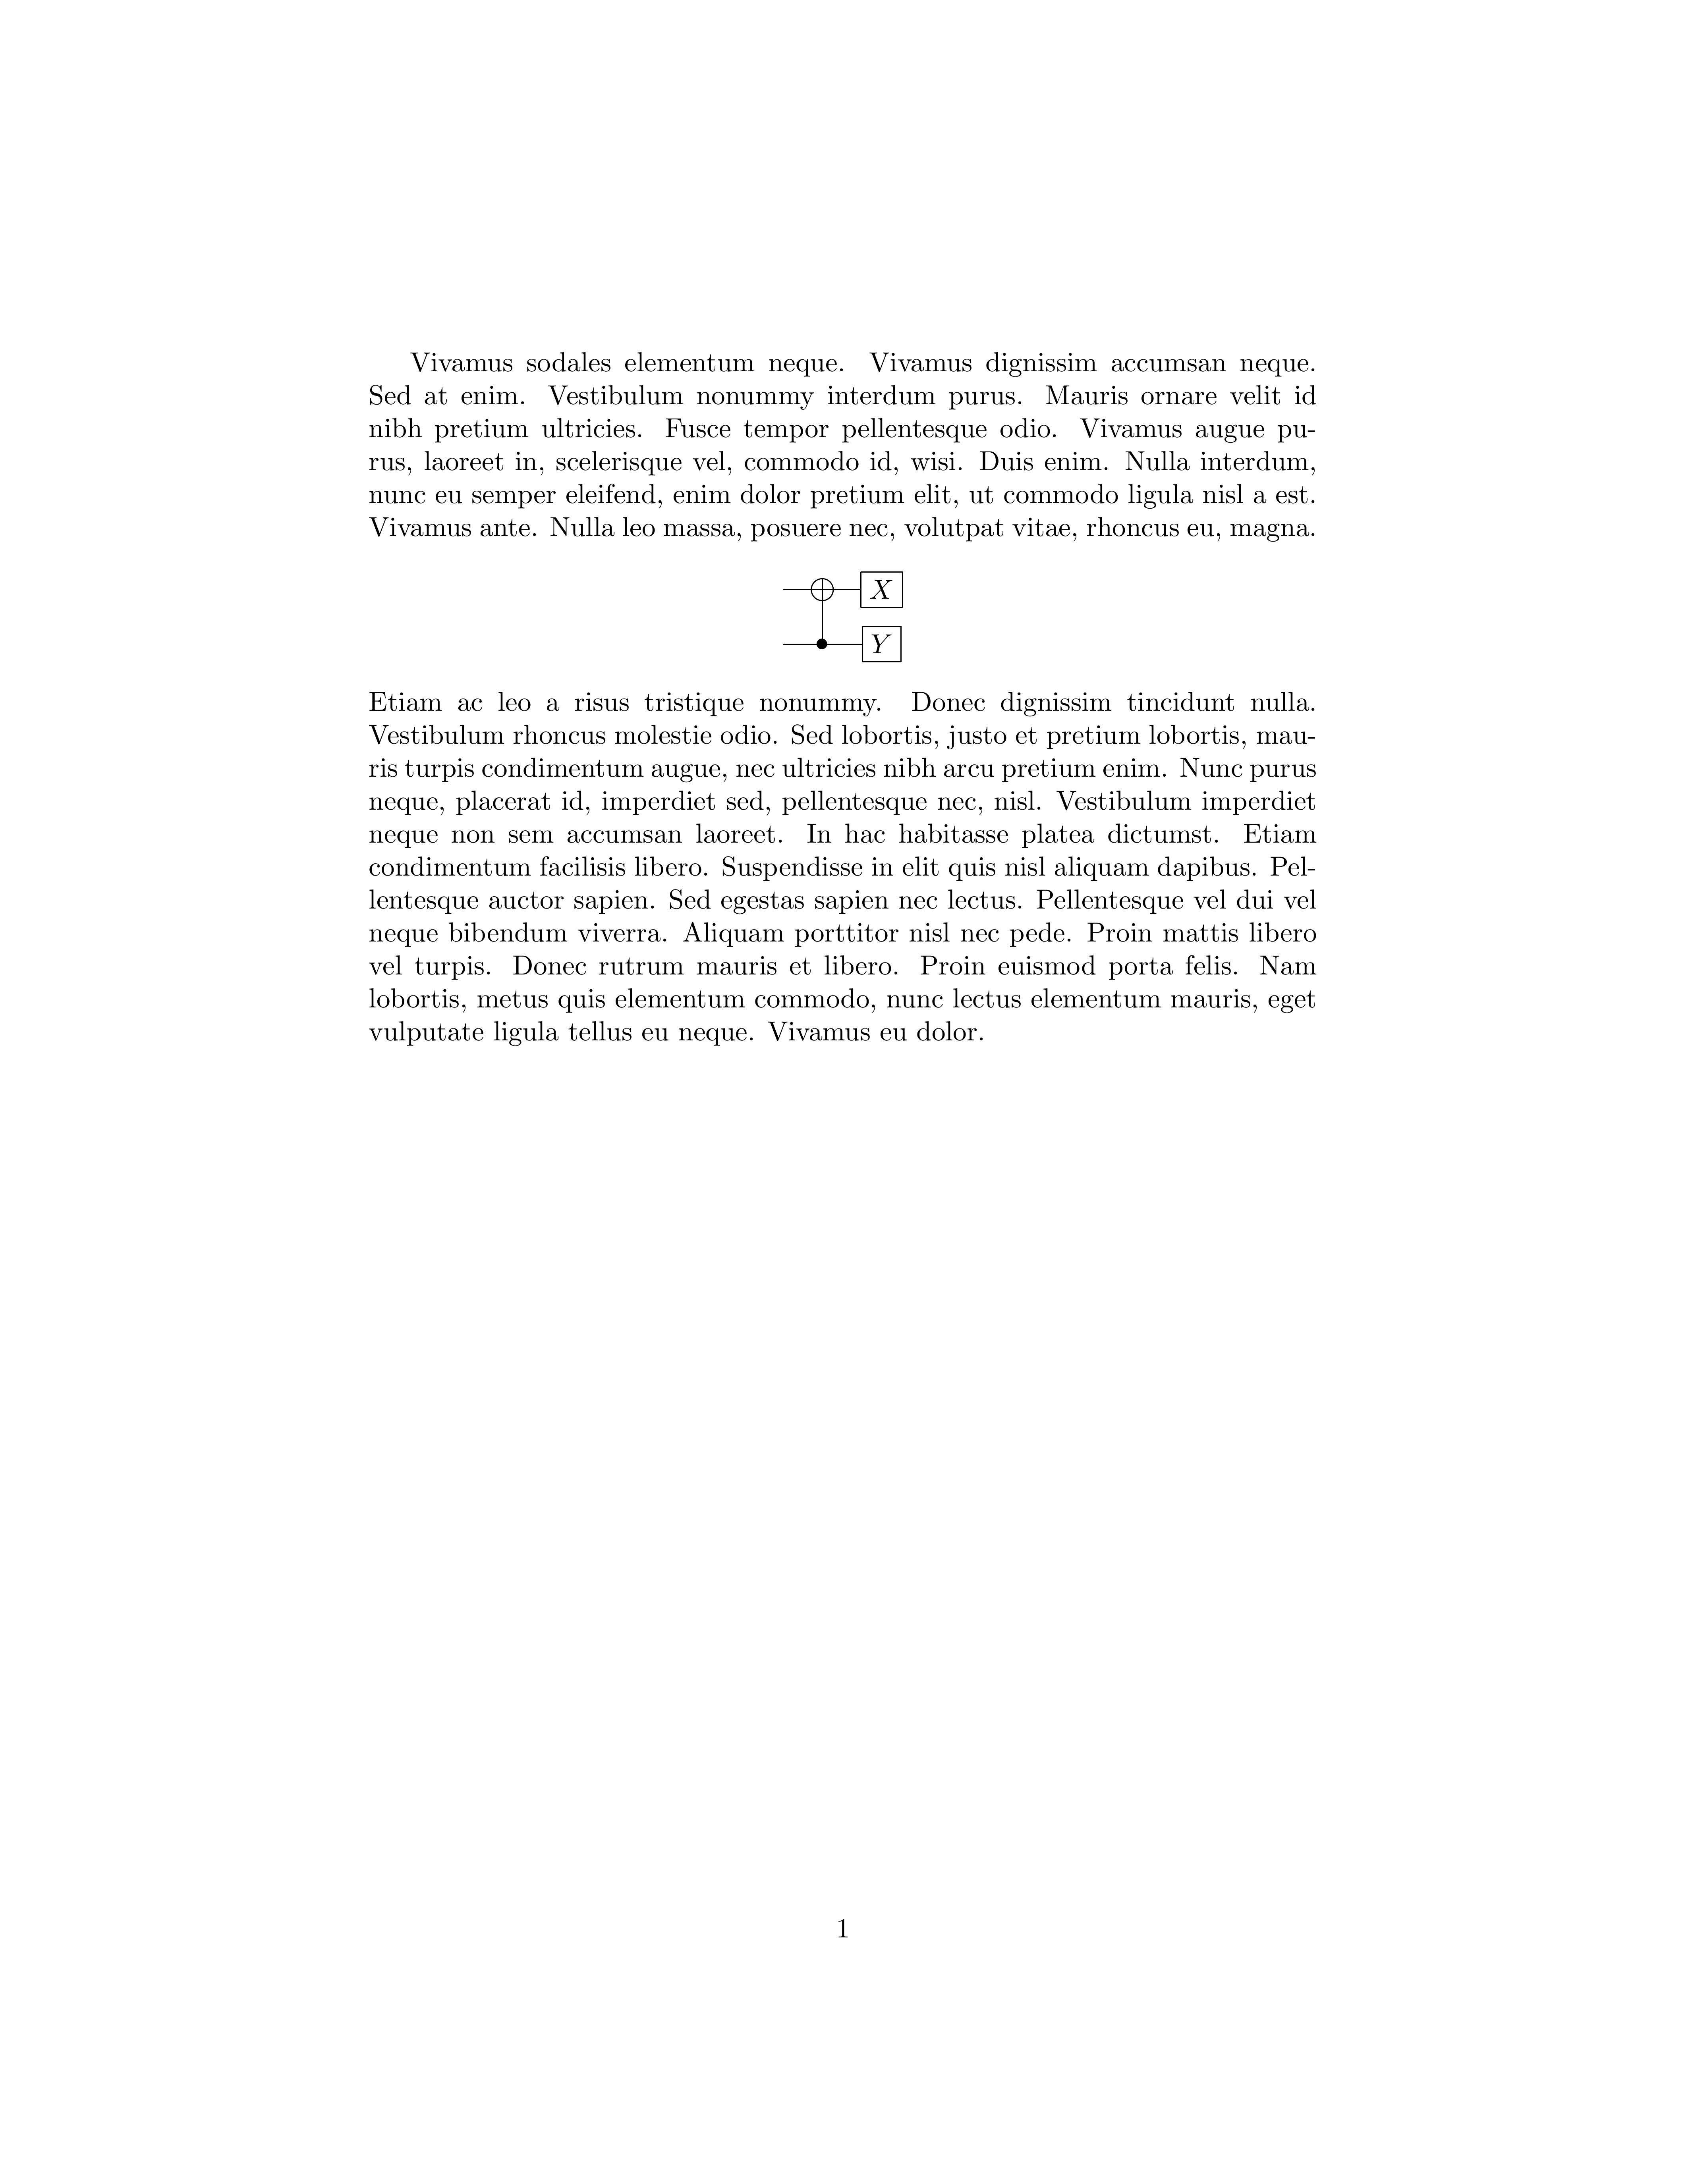 Vivamus sodales elementum neque. Vivamus dignissim accumsan neque.
Sed at enim. Vestibulum nonummy interdum purus. Mauris ornare velit id
nibh pretium ultricies. Fusce tempor pellentesque odio. Vivamus augue pu-
rus, laoreet in, scelerisque vel, commodo id, wisi. Duis enim. Nulla interdum,
nunc eu semper eleifend, enim dolor pretium elit, ut commodo ligula nisl a est.
Vivamus ante. Nulla leo massa, posuere nec, volutpat vitae, rhoncus eu, magna.
X
Y
Etiam ac leo a risus tristique nonummy. Donec dignissim tincidunt nulla.
Vestibulum rhoncus molestie odio. Sed lobortis, justo et pretium lobortis, mau-
ris turpis condimentum augue, nec ultricies nibh arcu pretium enim. Nunc purus
neque, placerat id, imperdiet sed, pellentesque nec, nisl. Vestibulum imperdiet
neque non sem accumsan laoreet. In hac habitasse platea dictumst. Etiam
condimentum facilisis libero. Suspendisse in elit quis nisl aliquam dapibus. Pel-
lentesque auctor sapien. Sed egestas sapien nec lectus. Pellentesque vel dui vel
neque bibendum viverra. Aliquam porttitor nisl nec pede. Proin mattis libero
vel turpis. Donec rutrum mauris et libero. Proin euismod porta felis. Nam
lobortis, metus quis elementum commodo, nunc lectus elementum mauris, eget
vulputate ligula tellus eu neque. Vivamus eu dolor.
1